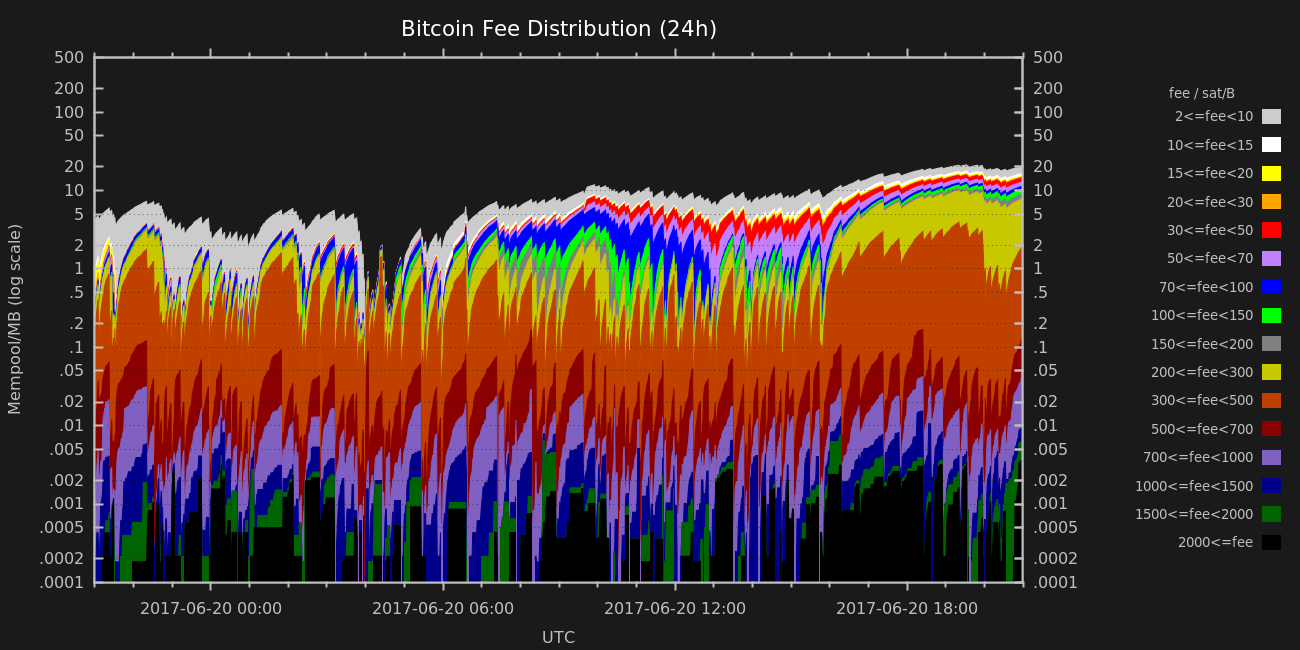 Bitcoin Fee Distribution (24h)
500
200
100
50
20
10
5
2
1
.5
.2
.1
.05
.02
.01
.005
.002
.001
.0005
.0002
.0001
Mempool/MB (log scale)
500
200
100
50
20
10
5
2
1
.5
.2
.1
.05
.02
.01
.005
.002
.001
.0005
.0002
.0001
2017-06-20 00:00 2017-06-20 06:00 2017-06-20 12:00 2017-06-20 18:00
UTC
fee / sat/B
2<=fee<10
10<=fee<15
15<=fee<20
20<=fee<30
30<=fee<50
50<=fee<70
70<=fee<100
100<=fee<150
150<=fee<200
200<=fee<300
300<=fee<500
500<=fee<700
700<=fee<1000
1000<=fee<1500
1500<=fee<2000
2000<=fee